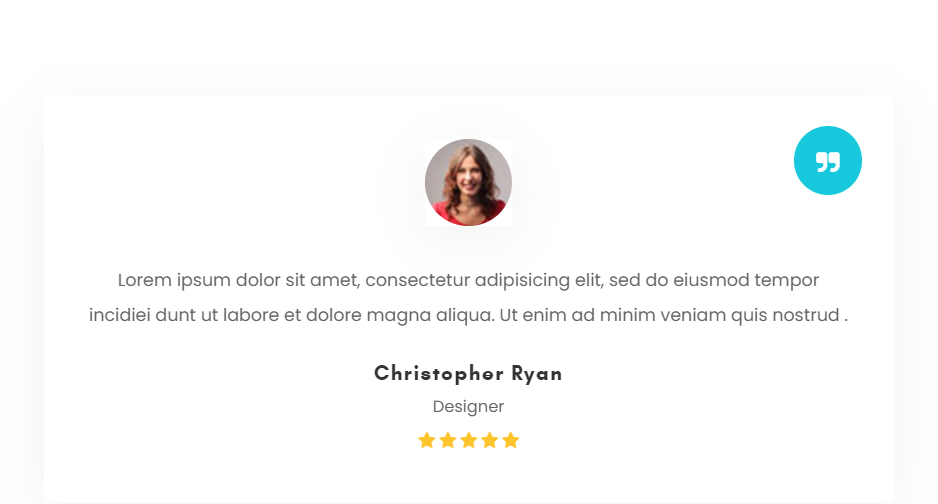 Lorem ipsum dolor sit amet, consectetur adipisicing elit, sed do eiusmod tempor
incidiei dunt ut labore et dolore magna aliqua. Ut enim ad minim veniam quis nostrud .
Christopher Ryan
Designer